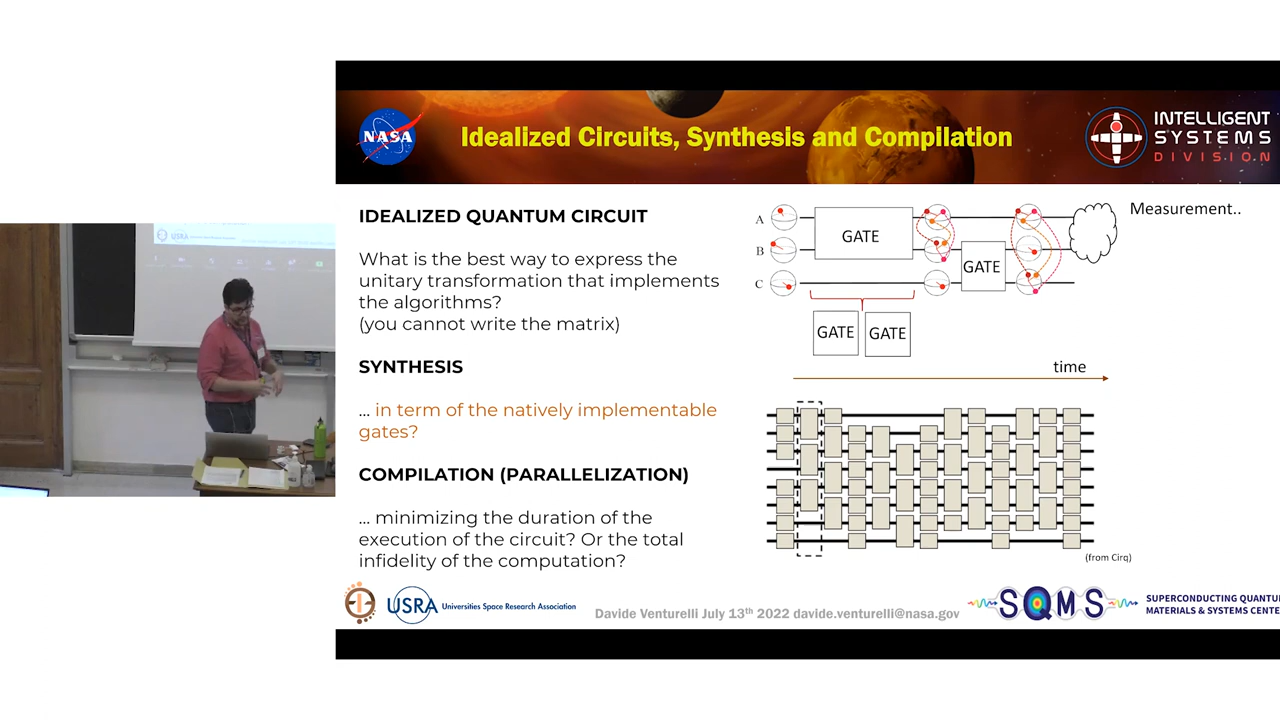 NASA
Idealized Circuits, Synthesis and Compilation
INTELLIGENT
SYSTEMS
DIVISION
IDEALIZED QUANTUM CIRCUIT
What is the best way to express the
unitary transformation that implements
the algorithms?
(you cannot write the matrix)
SYNTHESIS
... in term of the natively implementable
gates?
COMPILATION (PARALLELIZATION)
... minimizing the duration of the
execution of the circuit? Or the total
infidelity of the computation?
A
B
C
GATE
GATE
GATE
GATE
Measurement..
time
(from Cirq)
USRA Universities Space Research Association
Davide Venturelli July 13th 2022 davide.venturelli@nasa.gov
SQMS
SUPERCONDUCTING QUANTU
MATERIALS & SYSTEMS CENTE
USRA